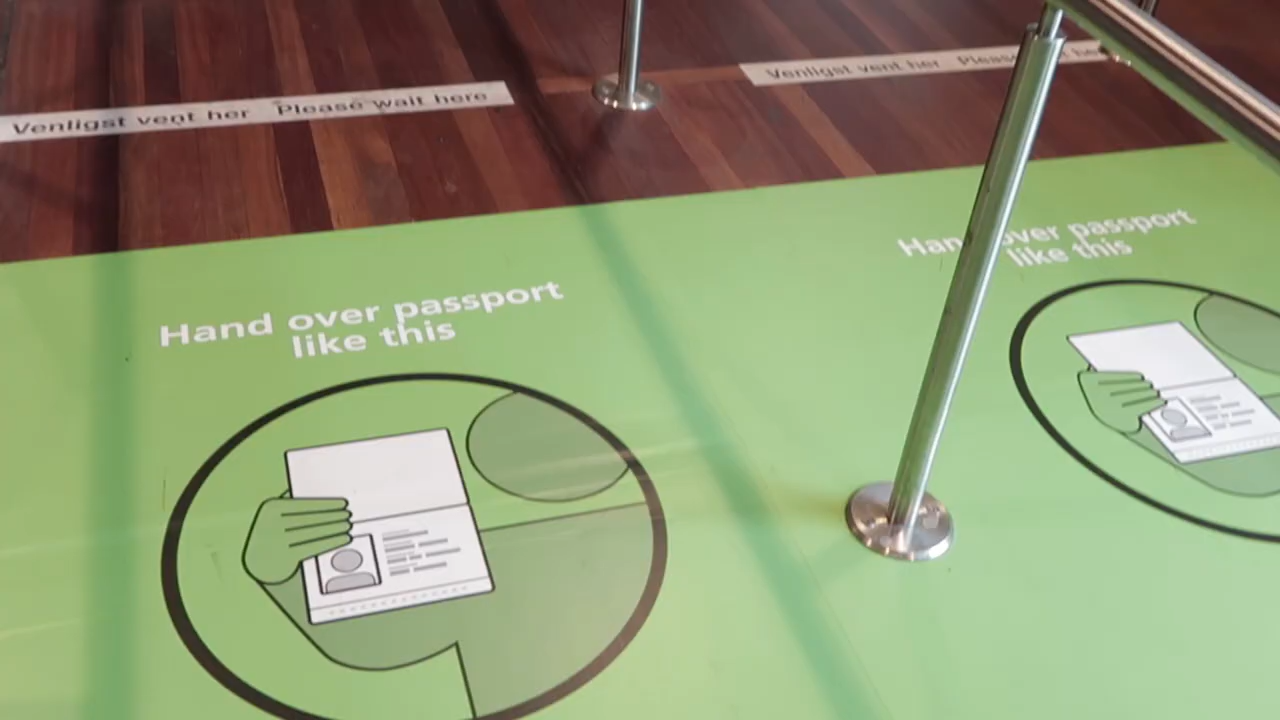 Venligst vent her Please wait here
Venligst vent her Please her
Hand over passport
like this
Hand over passport
like this